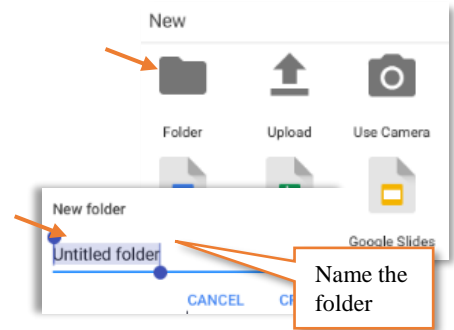 New
Folder Upload Use Camera
New folder
Google Slides
Untitled folder
Name the
folder
CANCEL